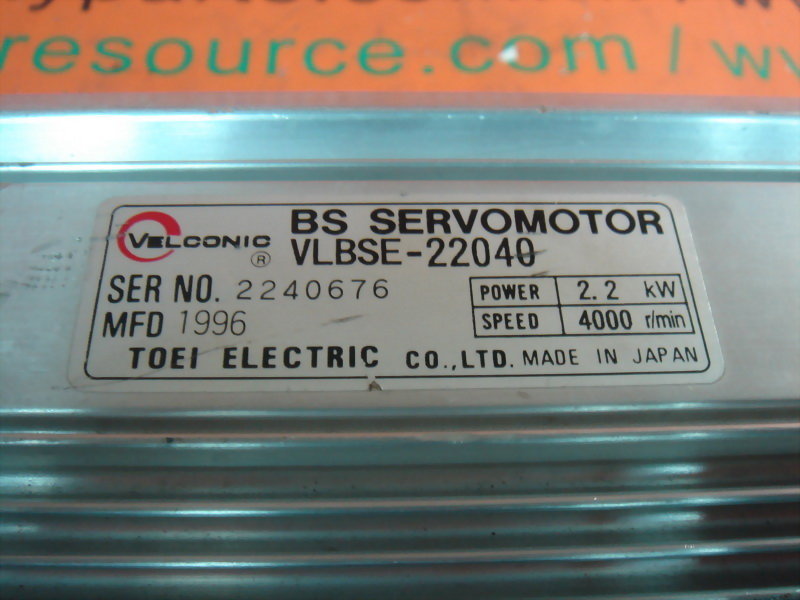 resource.com / w
VELCONIC ®
BS SERVOMOTOR
VLBSE-22040
SER NO. 2240676
MFD 1996
POWER 2.2 kW
SPEED 4000 r/min
TOEI ELECTRIC CO.,LTD. MADE IN JAPAN